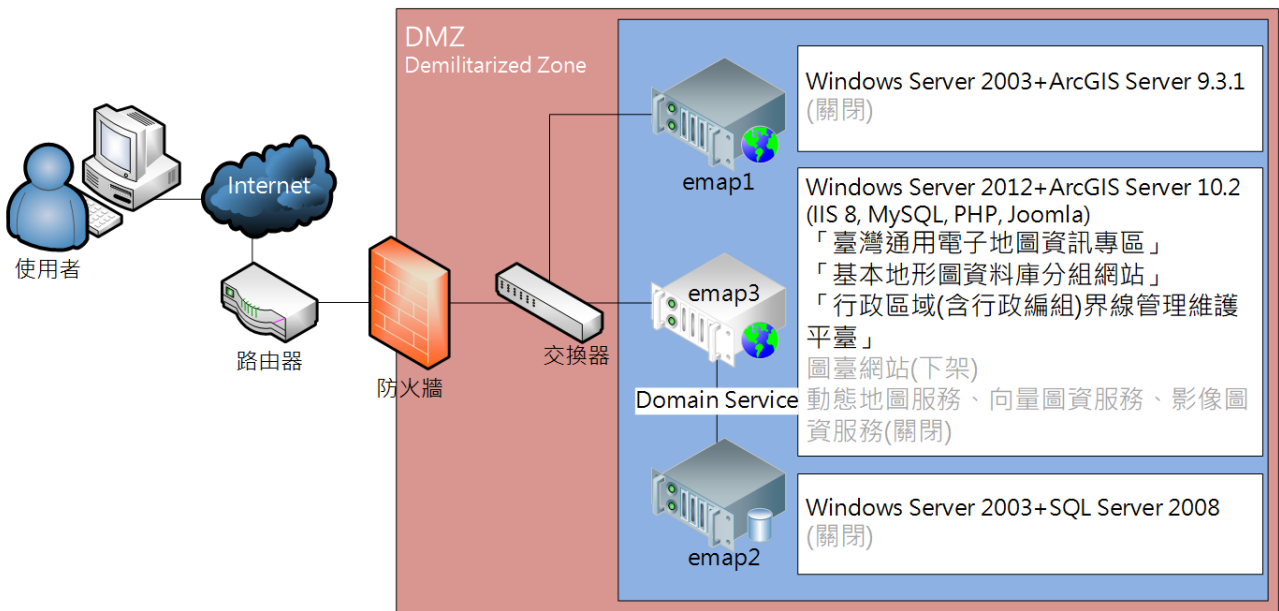 DMZ
Demilitarized Zone
使用者
Internet
路由器
防火牆
交換器
emap1
Windows Server 2003+ArcGIS Server 9.3.1
(關閉)
emap3
Windows Server 2012+ArcGIS Server 10.2
(IIS 8, MySQL, PHP, Joomla)
「臺灣通用電子地圖資訊專區」
「基本地形圖資料庫分組網站」
「行政區域(含行政編組)界線管理維護
平臺」
圖臺網站(下架)
動態地圖服務、向量圖資服務、影像圖
資服務(關閉)
Domain Service
emap2
Windows Server 2003+SQL Server 2008
(關閉)